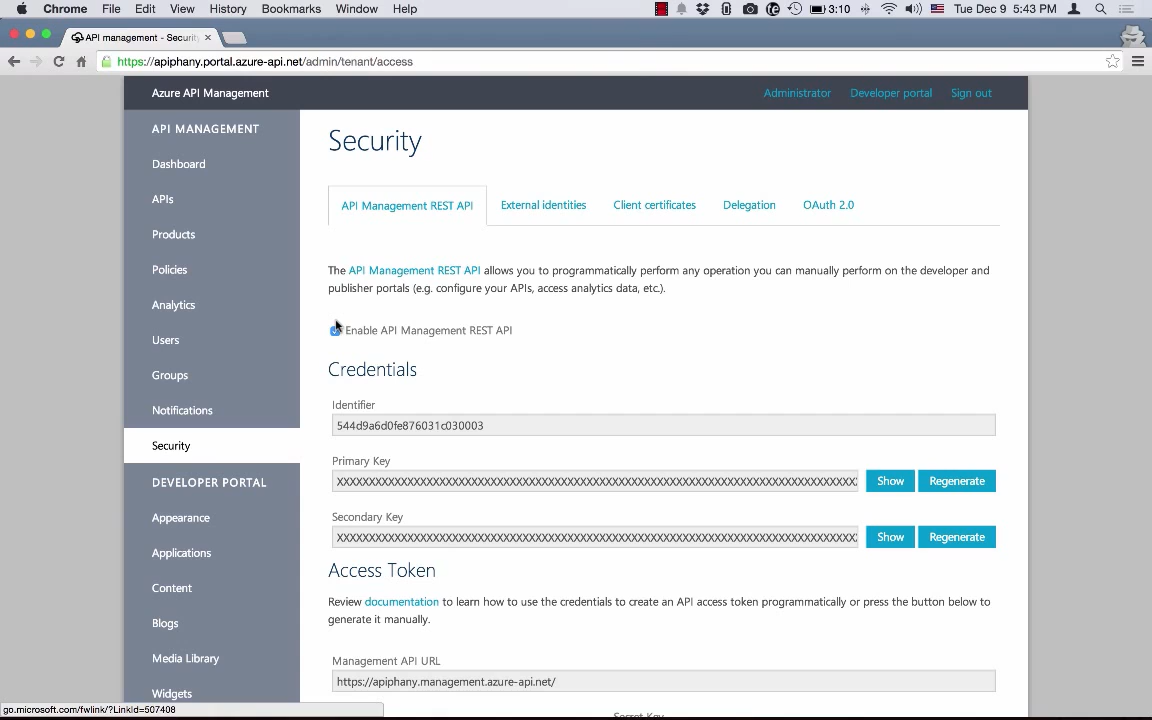 Chrome File Edit View History Bookmarks Window Help 3:10 Tue Dec 9 5:43 PM
API management - Securit
https://apiphany.portal.azure-api.net/admin/tenant/access
Azure API Management Administrator Developer portal Sign out
API MANAGEMENT
Dashboard
APIs
Products
Policies
Analytics
Users
Groups
Notifications
Security
DEVELOPER PORTAL
Appearance
Applications
Content
Blogs
Media Library
Widgets
Security
API Management REST API External identities Client certificates Delegation OAuth 2.0
The API Management REST API allows you to programmatically perform any operation you can manually perform on the developer and
publisher portals (e.g. configure your APIs, access analytics data, etc.).
Enable API Management REST API
Credentials
Identifier
544d9a6d0fe876031c030003
Primary Key
Show Regenerate
Secondary Key
Show Regenerate
Access Token
Review documentation to learn how to use the credentials to create an API access token programmatically or press the button below to
generate it manually.
Management API URL
https://apiphany.management.azure-api.net/
go.microsoft.com/fwlink/?LinkId=507408